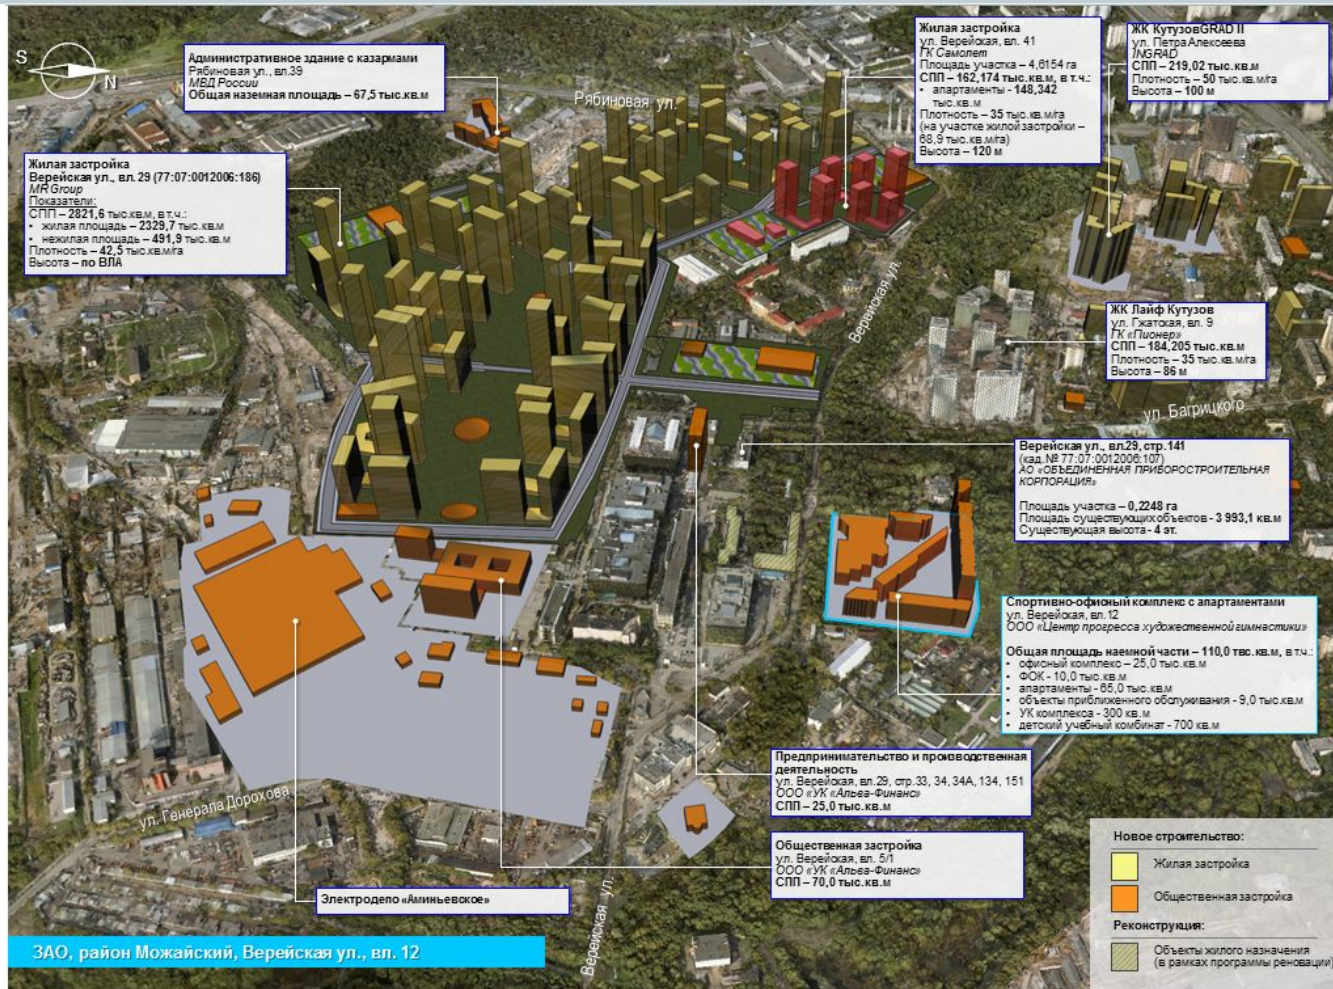 S
N
Административное здание с казармами
Рябиновая ул., вл.39
МВД России
Общая наземная площадь – 67,5 тыс.кв.м
Жилая застройка
Верейская ул., вл. 29 (77:07:0012006:186)
MR Group
Показатели:
СПП – 2821,6 тыс.кв.м, в т.ч.:
• жилая площадь – 2329,7 тыс.кв.м
• нежилая площадь – 491,9 тыс.кв.м
Плотность – 42,5 тыс.кв.м/га
Высота – по ВЛА
Рябиновая ул.
Жилая застройка
ул. Верейская, вл. 41
ГК Самолет
Площадь участка – 4,6154 га
СПП – 162,174 тыс.кв.м, в т.ч.:
• апартаменты - 148,342
тыс.кв.м
Плотность – 35 тыс.кв.м/га
(на участке жилой застройки –
68,9 тыс.кв.м/га)
Высота – 120 м
ЖК КутузовGRAD II
ул. Петра Алексеева
INGRAD
СПП – 219,02 тыс.кв.м
Плотность – 50 тыс.кв.м/га
Высота – 100 м
Верейская ул.
ЖК Лайф Кутузов
ул. Гжатская, вл. 9
ГК «Пионер»
СПП – 184,205 тыс.кв.м
Плотность – 35 тыс.кв.м/га
Высота – 86 м
ул. Багрицкого
Верейская ул., вл.29, стр.141
(кад.№ 77:07:0012006:107)
АО «ОБЪЕДИНЕННАЯ ПРИБОРОСТРОИТЕЛЬНАЯ
КОРПОРАЦИЯ»
Площадь участка – 0,2248 га
Площадь существующих объектов - 3 993,1 кв.м
Существующая высота - 4 эт.
Спортивно-офисный комплекс с апартаментами
ул. Верейская, вл.12
ООО «Центр прогресса художественной гимнастики»
Общая площадь наемной части – 110,0 твс.кв.м, в т.ч.:
• офисный комплекс – 25,0 тыс.кв.м
• ФОК - 10,0 тыс.кв.м
• апартаменты - 65,0 тыс.кв.м
• объекты приближенного обслуживания - 9,0 тыс.кв.м
• УК комплекса - 300 кв.м
• детский учебный комбинат - 700 кв.м
Предпринимательство и производственная
деятельность
ул. Верейская, вл.29, стр.33, 34, 34А, 134, 151
ООО «УК «Альва-Финанс»
СПП – 25,0 тыс.кв.м
Общественная застройка
ул. Верейская, вл. 5/1
ООО «УК «Альва-Финанс»
СПП – 70,0 тыс.кв.м
ул. Генерала Дорохова
Электродепо «Аминьевское»
Верейская ул.
ЗАО, район Можайский, Верейская ул., вл. 12
Новое строительство:
Жилая застройка
Общественная застройка
Реконструкция:
Объекты жилого назначения
(в рамках программы реновации)